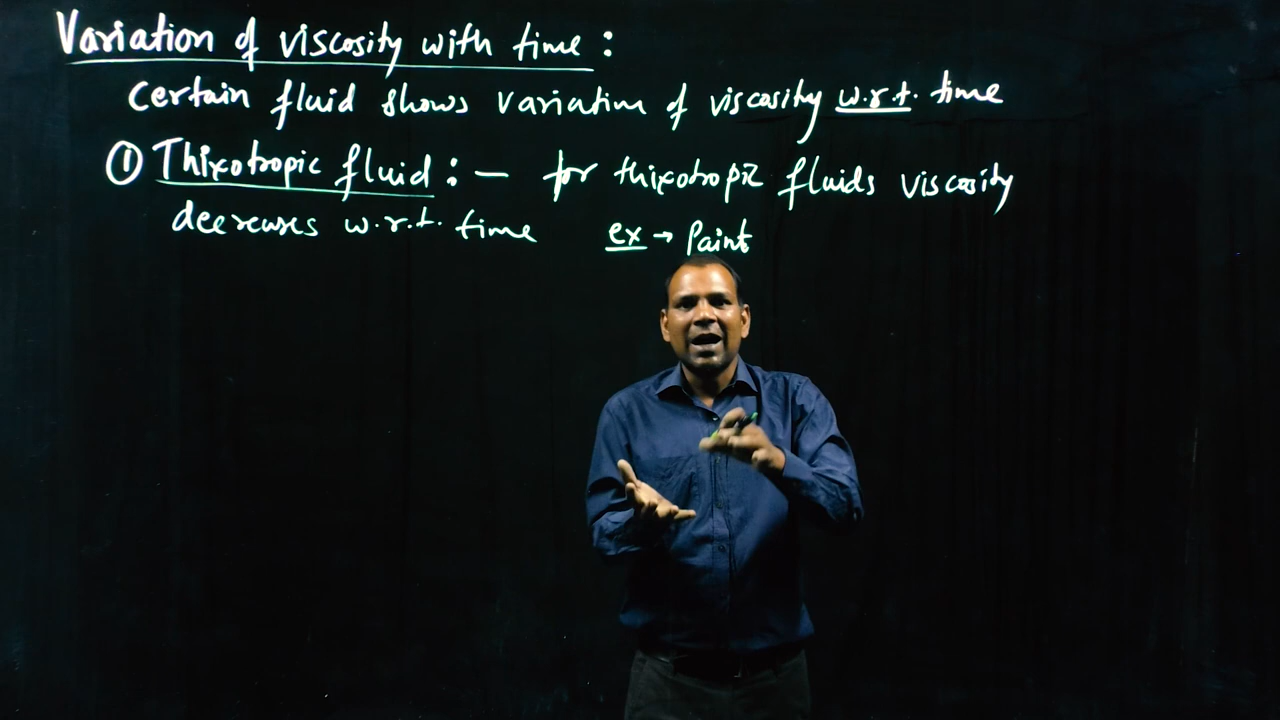 Variation of viscosity with time :
Certain fluid shows variation of viscosity w.r.t. time
① Thixotropic fluid : — for thixotropic fluids viscosity
decreases w.r.t. time ex → Paint